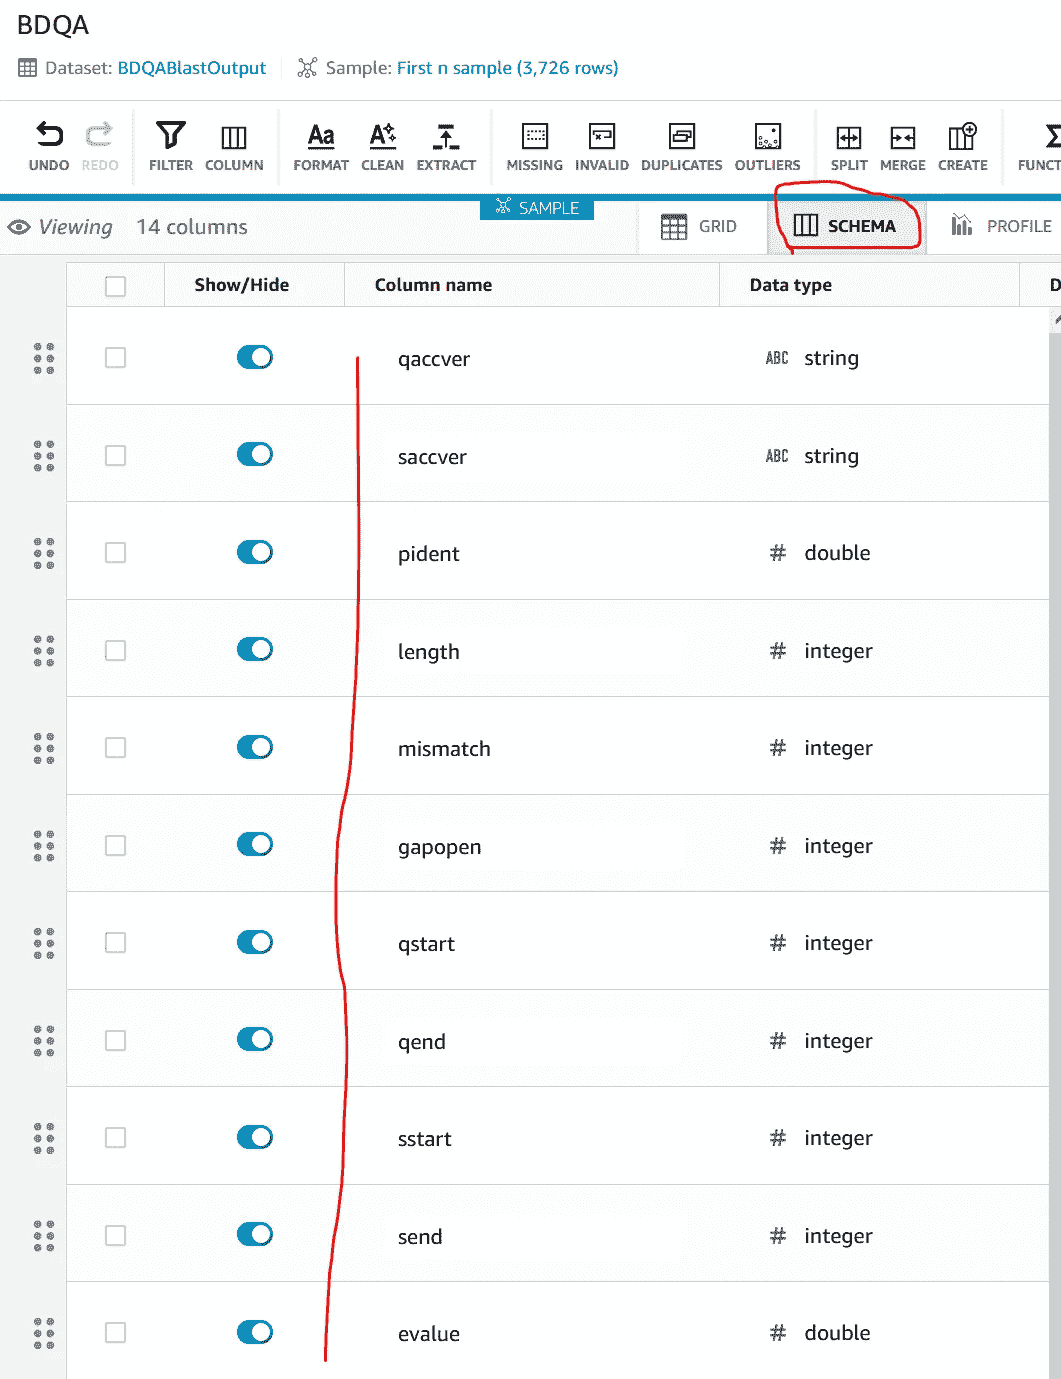 BDQA
Dataset: BDQABlastOutput Sample: First n sample (3,726 rows)
UNDO REDO FILTER COLUMN FORMAT CLEAN EXTRACT MISSING INVALID DUPLICATES OUTLIERS SPLIT MERGE CREATE FUNCT
SAMPLE
Viewing 14 columns GRID SCHEMA PROFILE
Show/Hide Column name Data type D
qaccver ABC string
saccver ABC string
pident # double
length # integer
mismatch # integer
gapopen # integer
qstart # integer
qend # integer
sstart # integer
send # integer
evalue # double